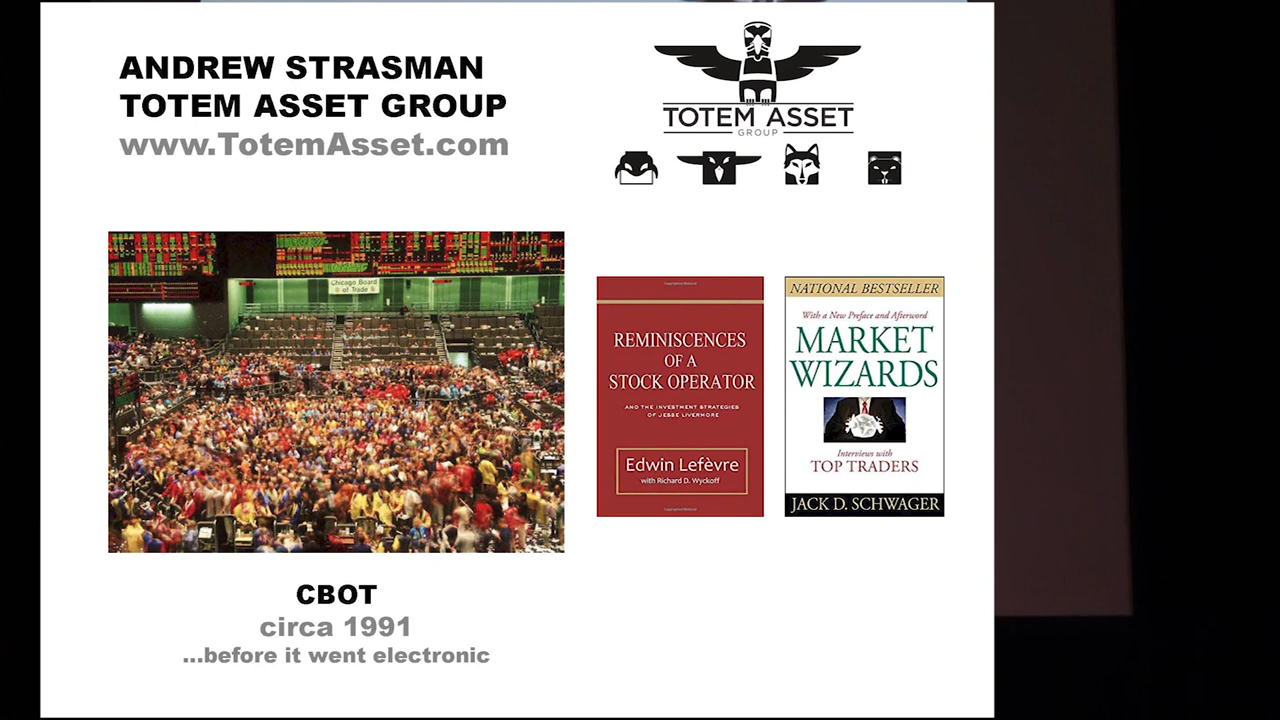 ANDREW STRASMAN
TOTEM ASSET GROUP
www.TotemAsset.com
TOTEM ASSET
GROUP
Chicago Board
of Trade
CBOT
circa 1991
...before it went electronic
REMINISCENCES
OF A
STOCK OPERATOR
AND THE INVESTMENT STRATEGIES
OF JESSE LIVERMORE
Edwin Lefèvre
with Richard D. Wyckoff
NATIONAL BESTSELLER
With a New Preface and Afterword
MARKET
WIZARDS
Interviews with
TOP TRADERS
JACK D. SCHWAGER